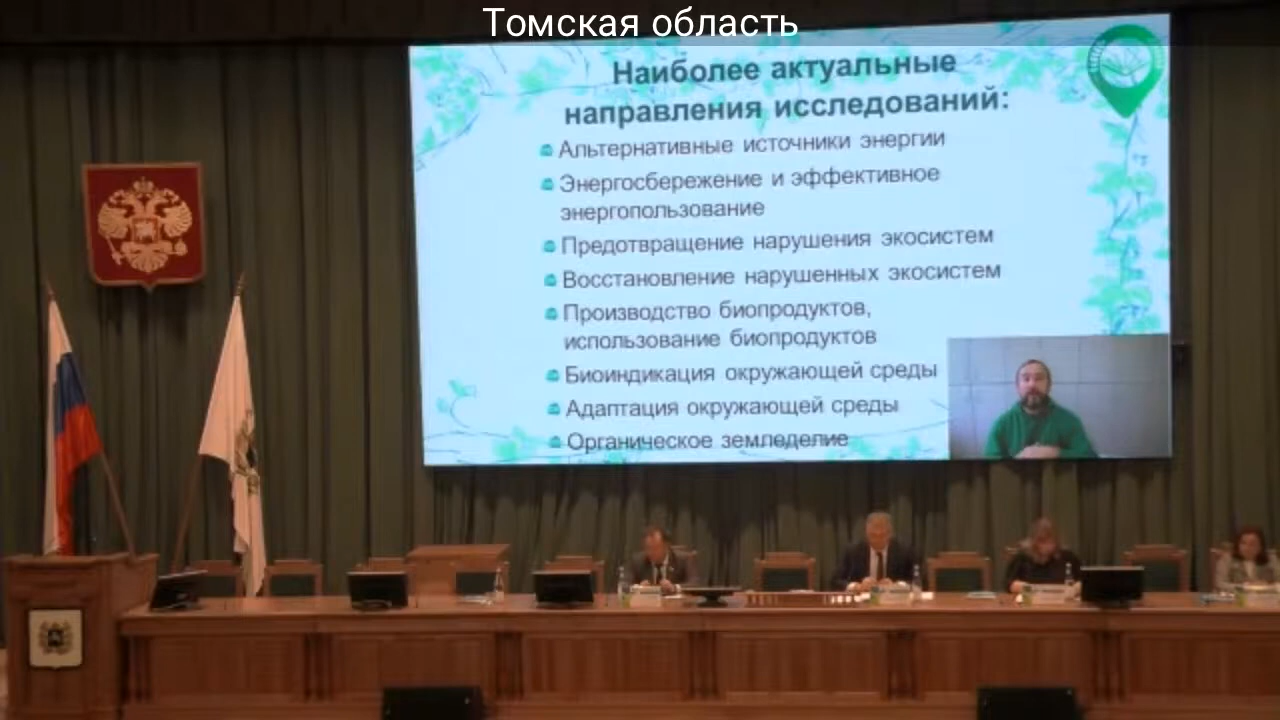 Томская область
Наиболее актуальные
направления исследований:
Альтернативные источники энергии
Энергосбережение и эффективное
энергопользование
Предотвращение нарушения экосистем
Восстановление нарушенных экосистем
Производство биопродуктов,
использование биопродуктов
Биоиндикация окружающей среды
Адаптация окружающей среды
Органическое земледелие